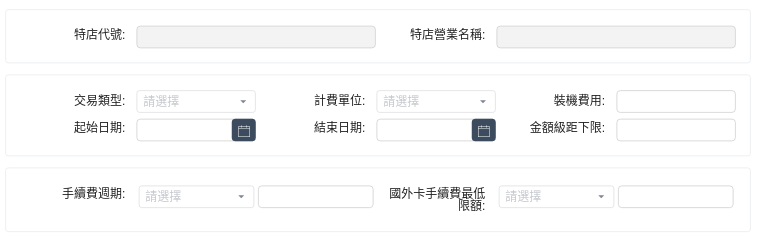 特店代號:
特店營業名稱:
交易類型: 請選擇
計費單位: 請選擇
裝機費用:
起始日期:
結束日期:
金額級距下限:
手續費週期: 請選擇
國外卡手續費最低
限額:
請選擇